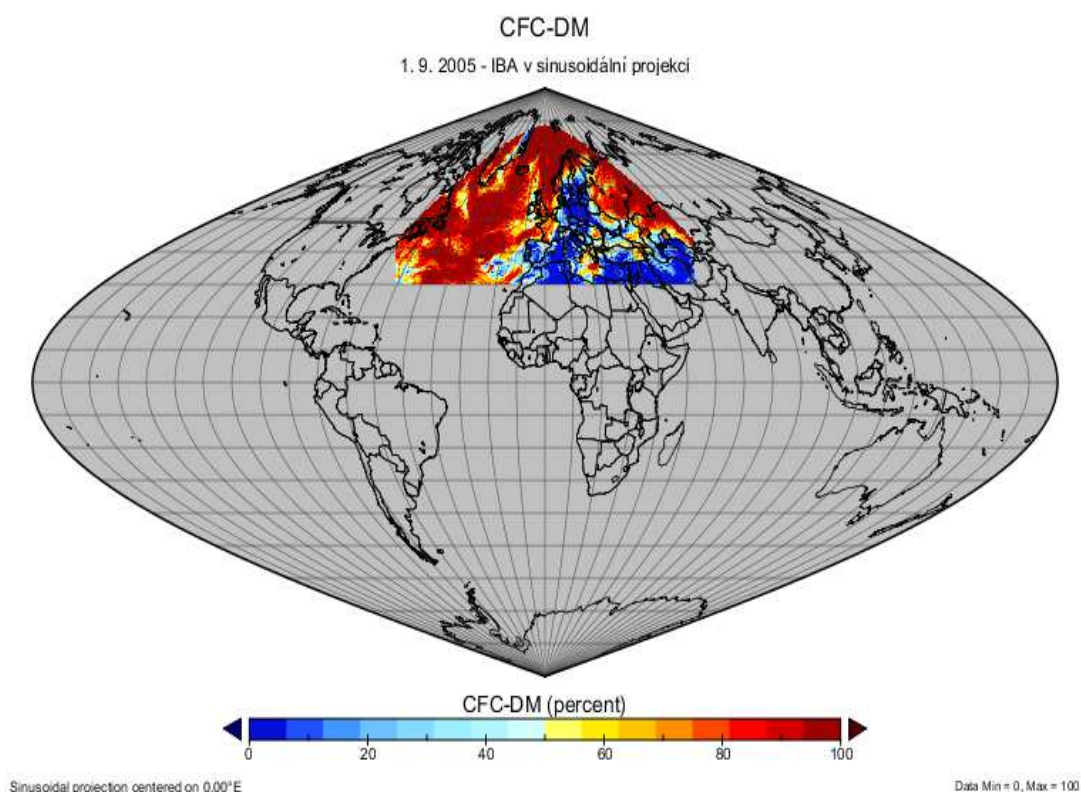 CFC-DM
1. 9. 2005 - IBA v sinusoidální projekci
CFC-DM (percent)
0 20 40 60 80 100
Sinusoidal projection centered on 0.00°E
Data Min = 0, Max = 100